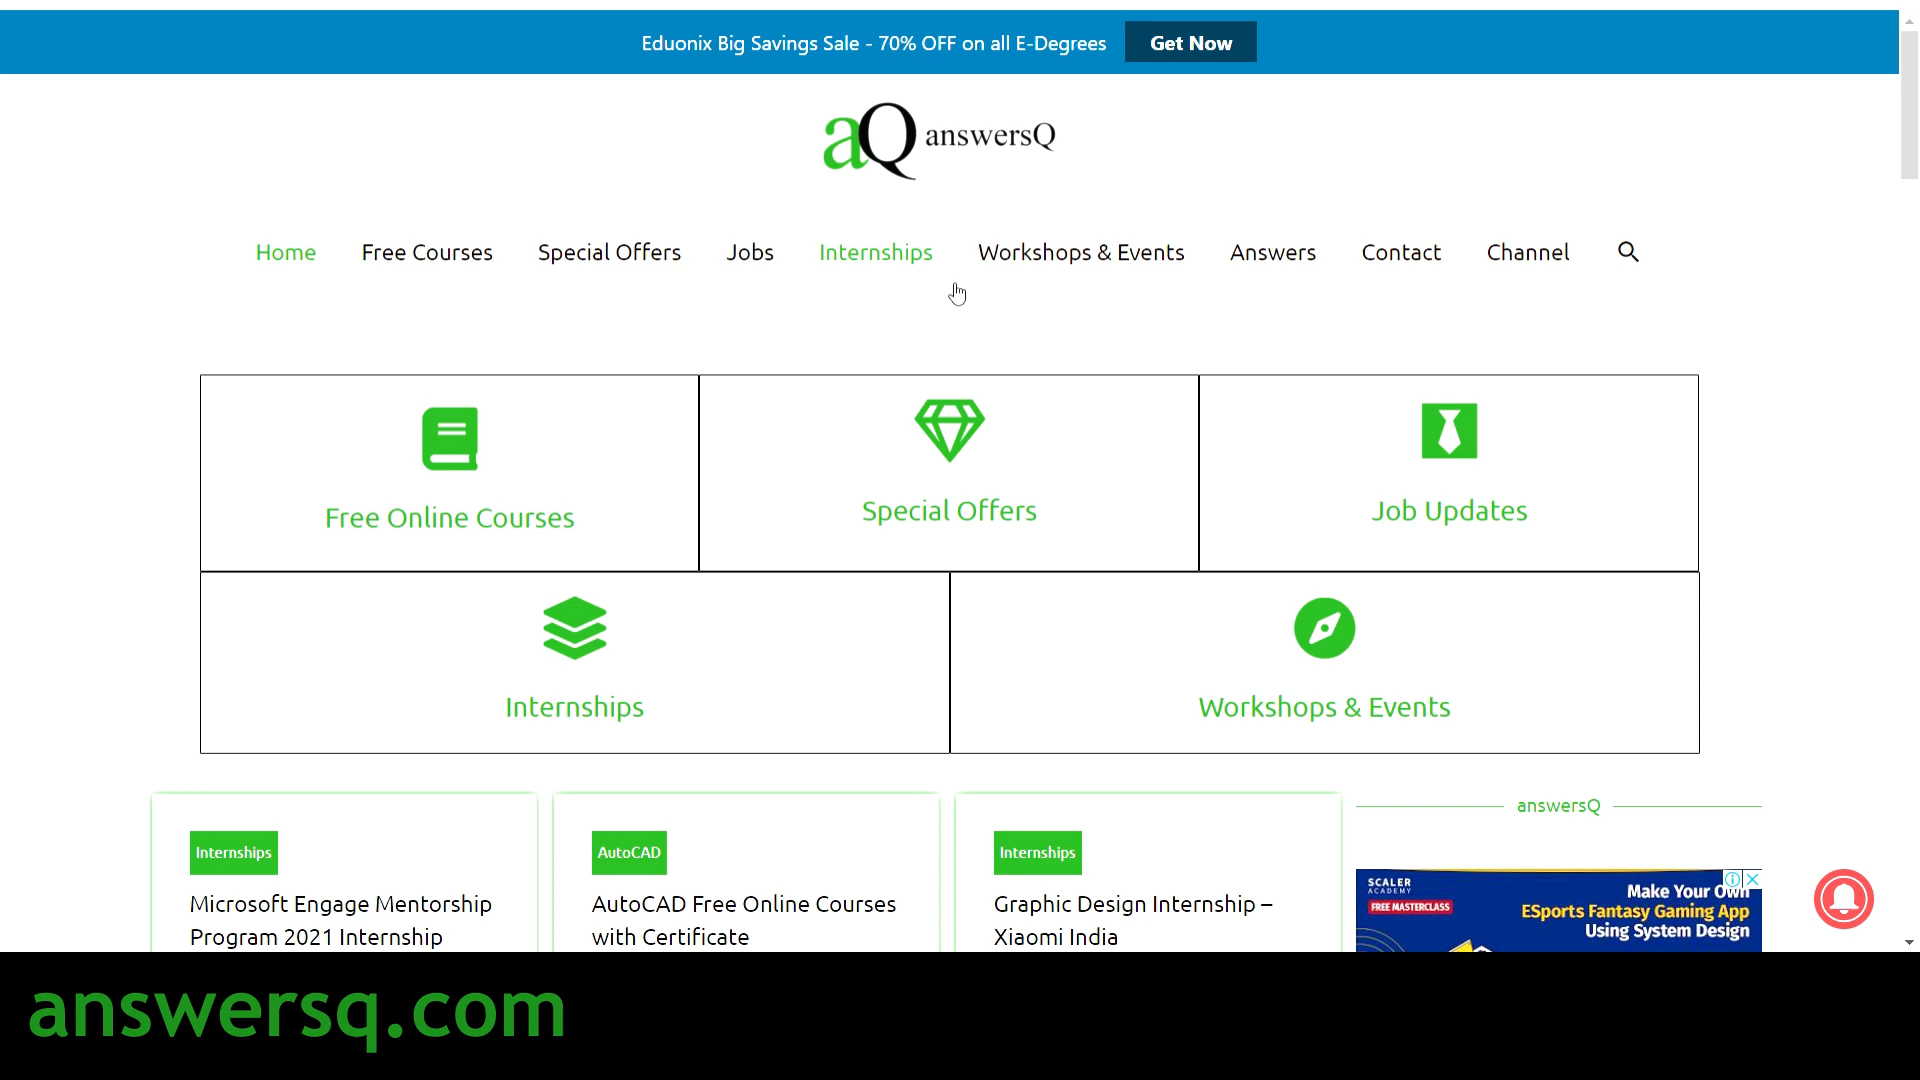 Eduonix Big Savings Sale - 70% OFF on all E-Degrees Get Now
aQ answersQ
Home Free Courses Special Offers Jobs Internships Workshops & Events Answers Contact Channel
Free Online Courses
Special Offers
Job Updates
Internships
Workshops & Events
Internships
Microsoft Engage Mentorship
Program 2021 Internship
AutoCAD
AutoCAD Free Online Courses
with Certificate
Internships
Graphic Design Internship –
Xiaomi India
answersQ
SCALER
ACADEMY
FREE MASTERCLASS
Make Your Own
ESports Fantasy Gaming App
Using System Design
answersq.com